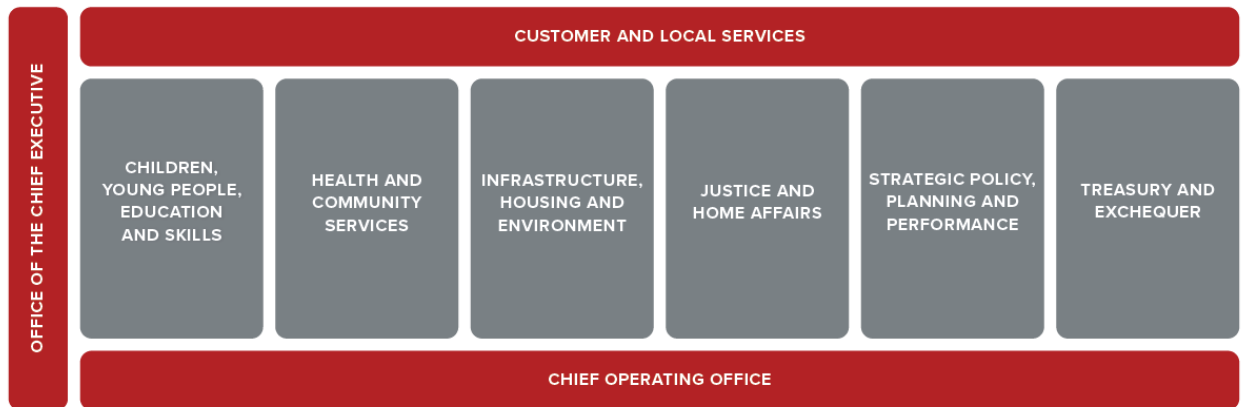 OFFICE OF THE CHIEF EXECUTIVE
CUSTOMER AND LOCAL SERVICES
CHILDREN,
YOUNG PEOPLE,
EDUCATION
AND SKILLS
HEALTH AND
COMMUNITY
SERVICES
INFRASTRUCTURE,
HOUSING AND
ENVIRONMENT
JUSTICE AND
HOME AFFAIRS
STRATEGIC POLICY,
PLANNING AND
PERFORMANCE
TREASURY AND
EXCHEQUER
CHIEF OPERATING OFFICE